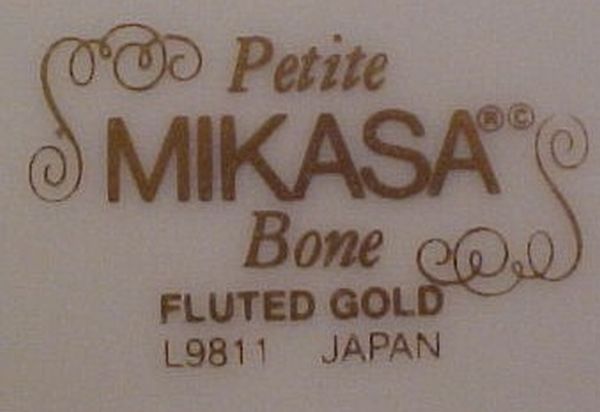 Petite
MIKASA®©
Bone
FLUTED GOLD
L9811 JAPAN